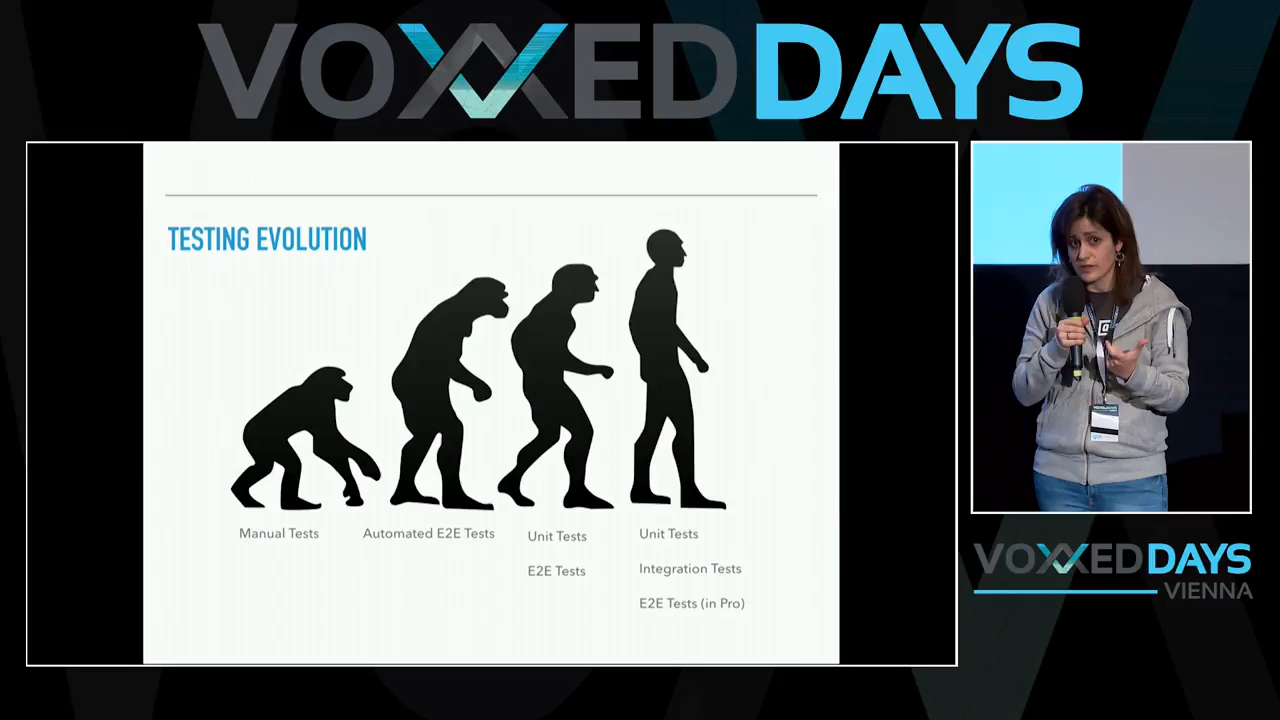 VOXXED DAYS
TESTING EVOLUTION
Manual Tests
Automated E2E Tests
Unit Tests
E2E Tests
Unit Tests
Integration Tests
E2E Tests (in Pro)
VOXXED DAYS
VIENNA